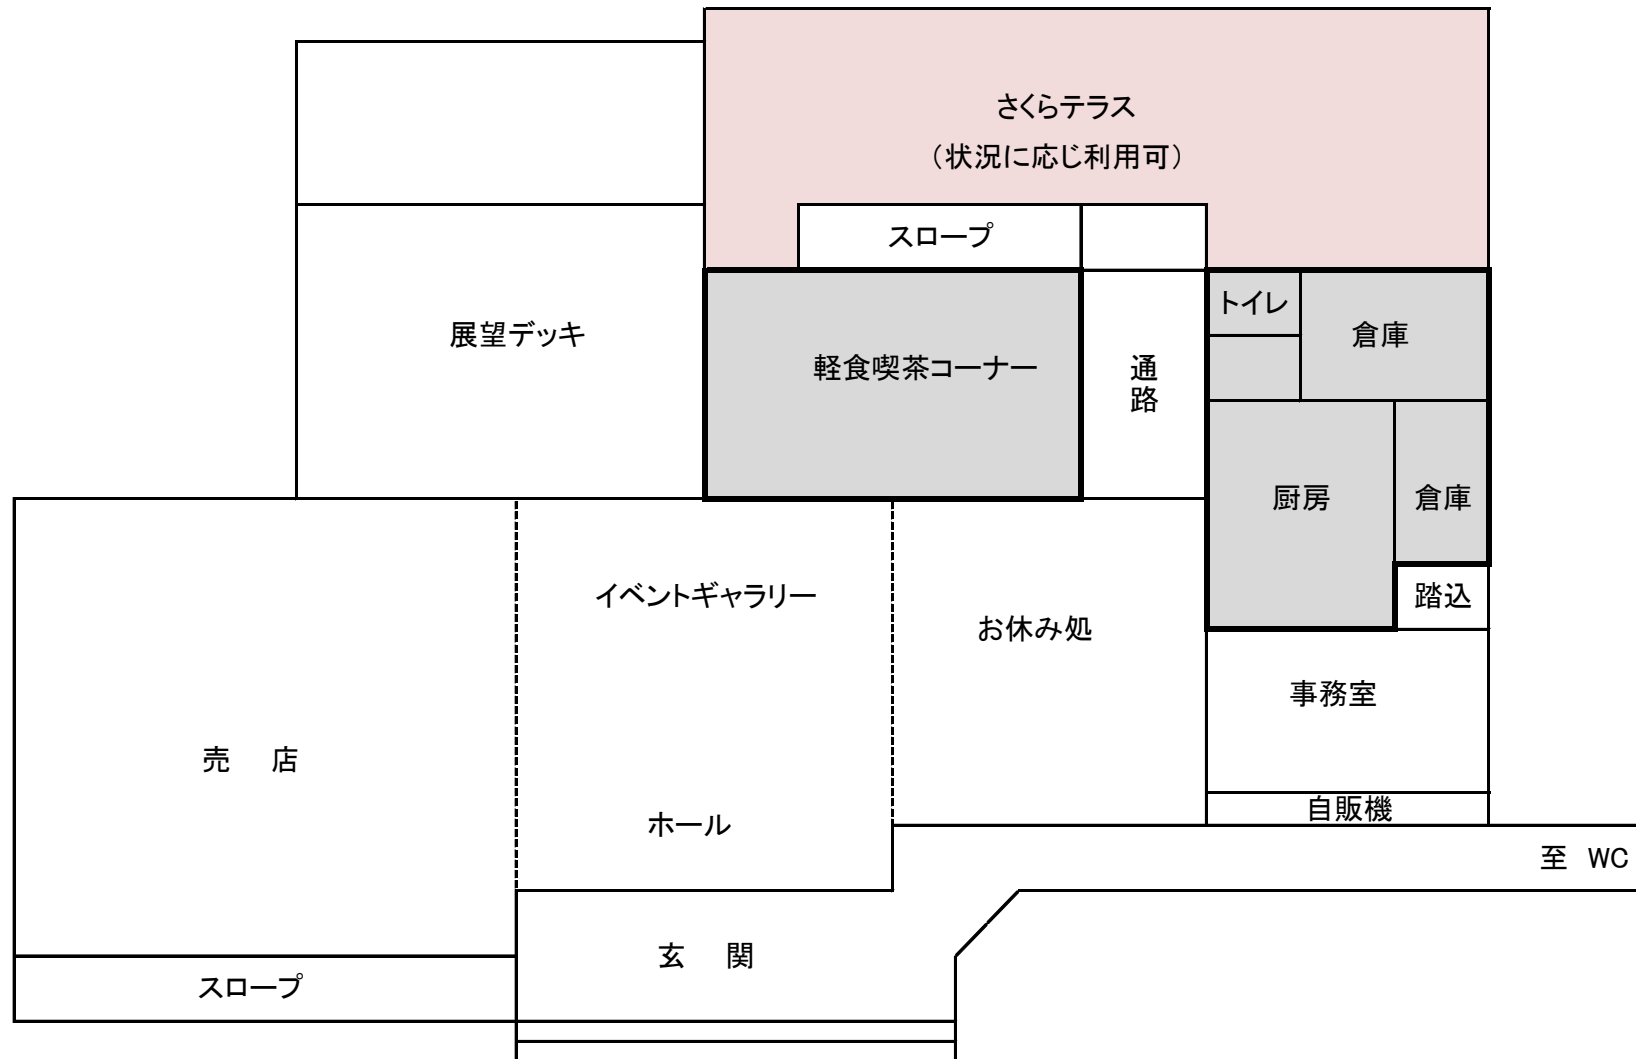 さくらテラス
（状況に応じ利用可）
スロープ
トイレ
倉庫
展望デッキ
軽食喫茶コーナー
通路
厨房
倉庫
イベントギャラリー
踏込
お休み処
事務室
売　店
自販機
ホール
至 WC
玄　関
スロープ